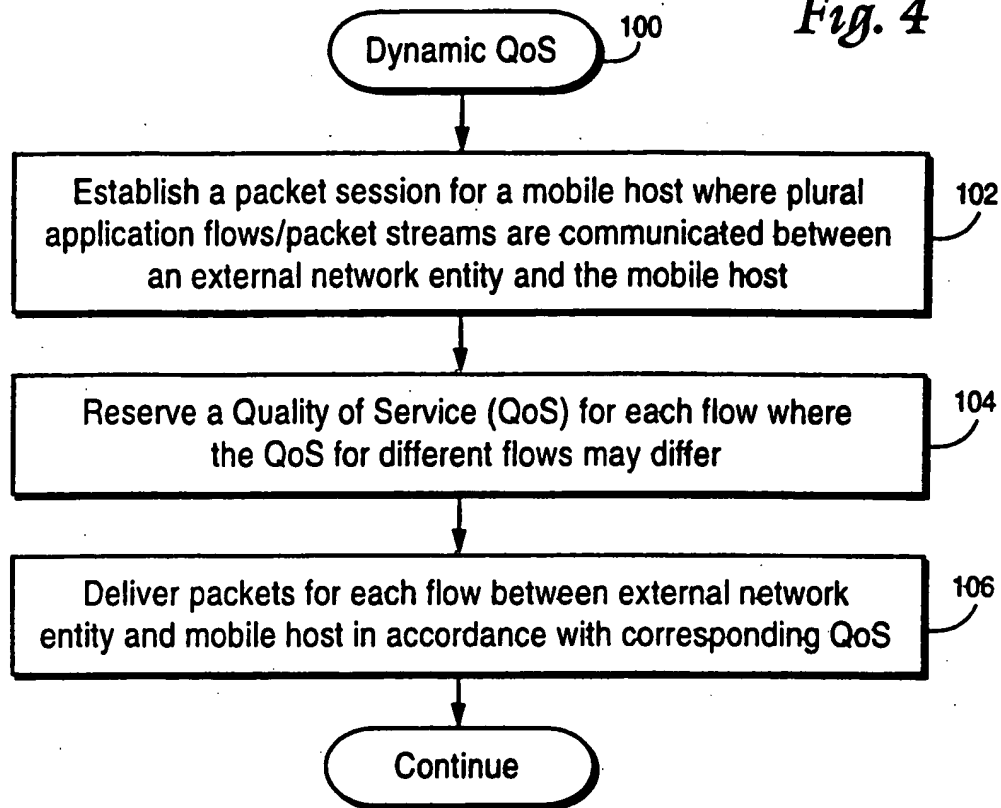 Fig. 4
Dynamic QoS
100
Establish a packet session for a mobile host where plural
application flows/packet streams are communicated between
an external network entity and the mobile host
102
Reserve a Quality of Service (QoS) for each flow where
the QoS for different flows may differ
104
Deliver packets for each flow between external network
entity and mobile host in accordance with corresponding QoS
106
Continue